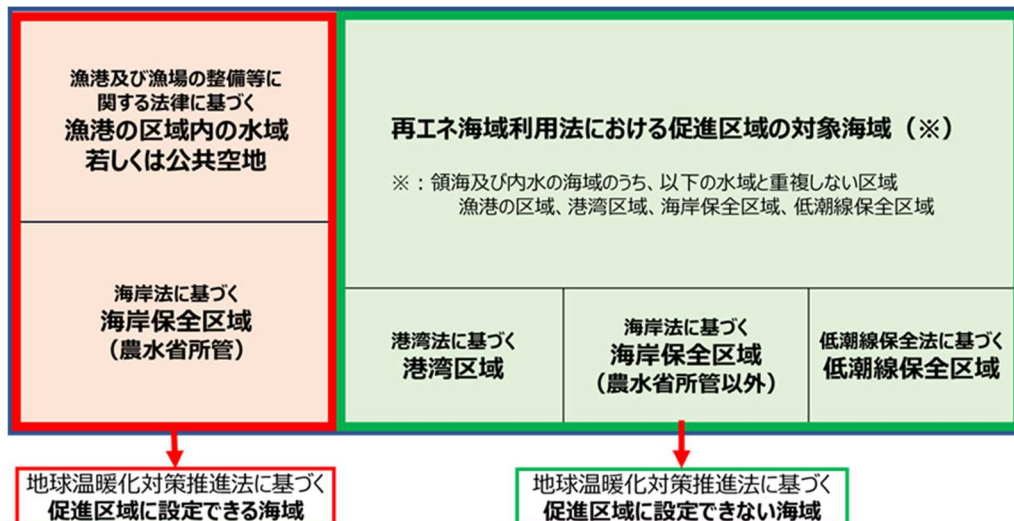 漁港及び漁場の整備等に
関する法律に基づく
漁港の区域内の水域
若しくは公共空地
海岸法に基づく
海岸保全区域
(農水省所管)
再エネ海域利用法における促進区域の対象海域(※)
※:領海及び内水の海域のうち、以下の水域と重複しない区域
漁港の区域、港湾区域、海岸保全区域、低潮線保全区域
港湾法に基づく
港湾区域
海岸法に基づく
海岸保全区域
(農水省所管以外)
低潮線保全法に基づく
低潮線保全区域
地球温暖化対策推進法に基づく
促進区域に設定できる海域
地球温暖化対策推進法に基づく
促進区域に設定できない海域